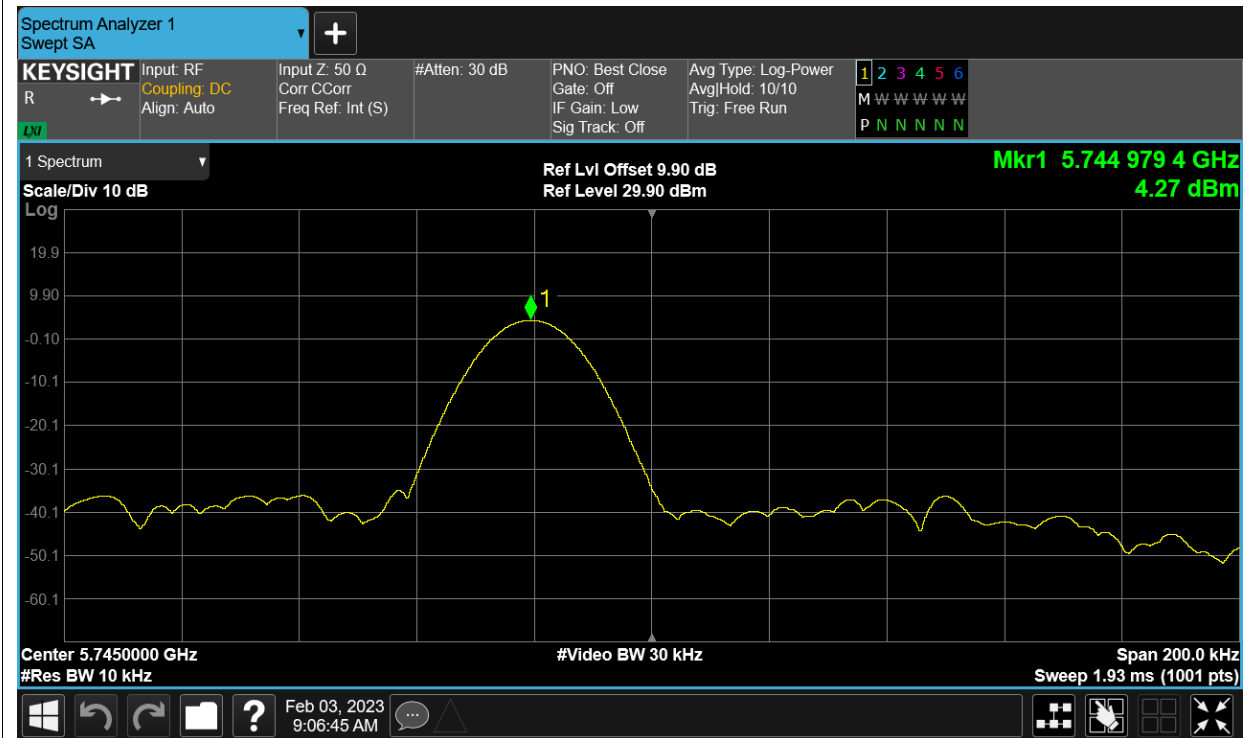 Spectrum Analyzer 1
Swept SA
KEYSIGHT
R
LXI
Input: RF
Coupling: DC
Align: Auto
Input Z: 50 Ω
Corr CCorr
Freq Ref: Int (S)
#Atten: 30 dB
PNO: Best Close
Gate: Off
IF Gain: Low
Sig Track: Off
Avg Type: Log-Power
Avg|Hold: 10/10
Trig: Free Run
1 2 3 4 5 6
M W W W W W
P N N N N N
1 Spectrum
Scale/Div 10 dB
Log
Ref Lvl Offset 9.90 dB
Ref Level 29.90 dBm
Mkr1 5.744 979 4 GHz
4.27 dBm
19.9
9.90
-0.10
-10.1
-20.1
-30.1
-40.1
-50.1
-60.1
1
Center 5.7450000 GHz
#Res BW 10 kHz
#Video BW 30 kHz
Span 200.0 kHz
Sweep 1.93 ms (1001 pts)
?
Feb 03, 2023
9:06:45 AM